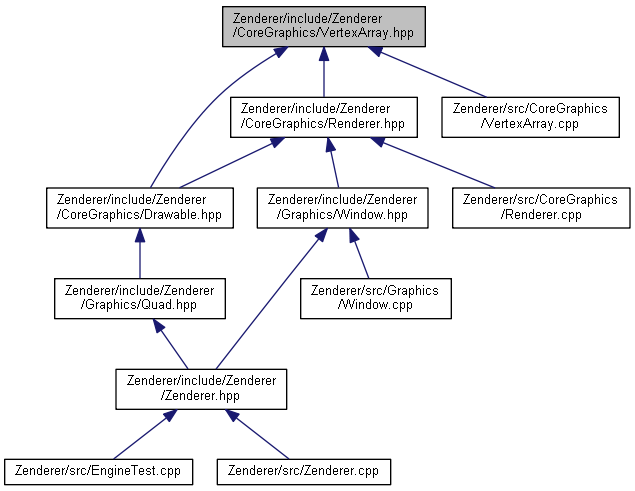 Zenderer/include/Zenderer
/CoreGraphics/VertexArray.hpp
Zenderer/include/Zenderer
/CoreGraphics/Renderer.hpp
Zenderer/src/CoreGraphics
/VertexArray.cpp
Zenderer/include/Zenderer
/CoreGraphics/Drawable.hpp
Zenderer/include/Zenderer
/Graphics/Window.hpp
Zenderer/src/CoreGraphics
/Renderer.cpp
Zenderer/include/Zenderer
/Graphics/Quad.hpp
Zenderer/src/Graphics
/Window.cpp
Zenderer/include/Zenderer
/Zenderer.hpp
Zenderer/src/EngineTest.cpp
Zenderer/src/Zenderer.cpp